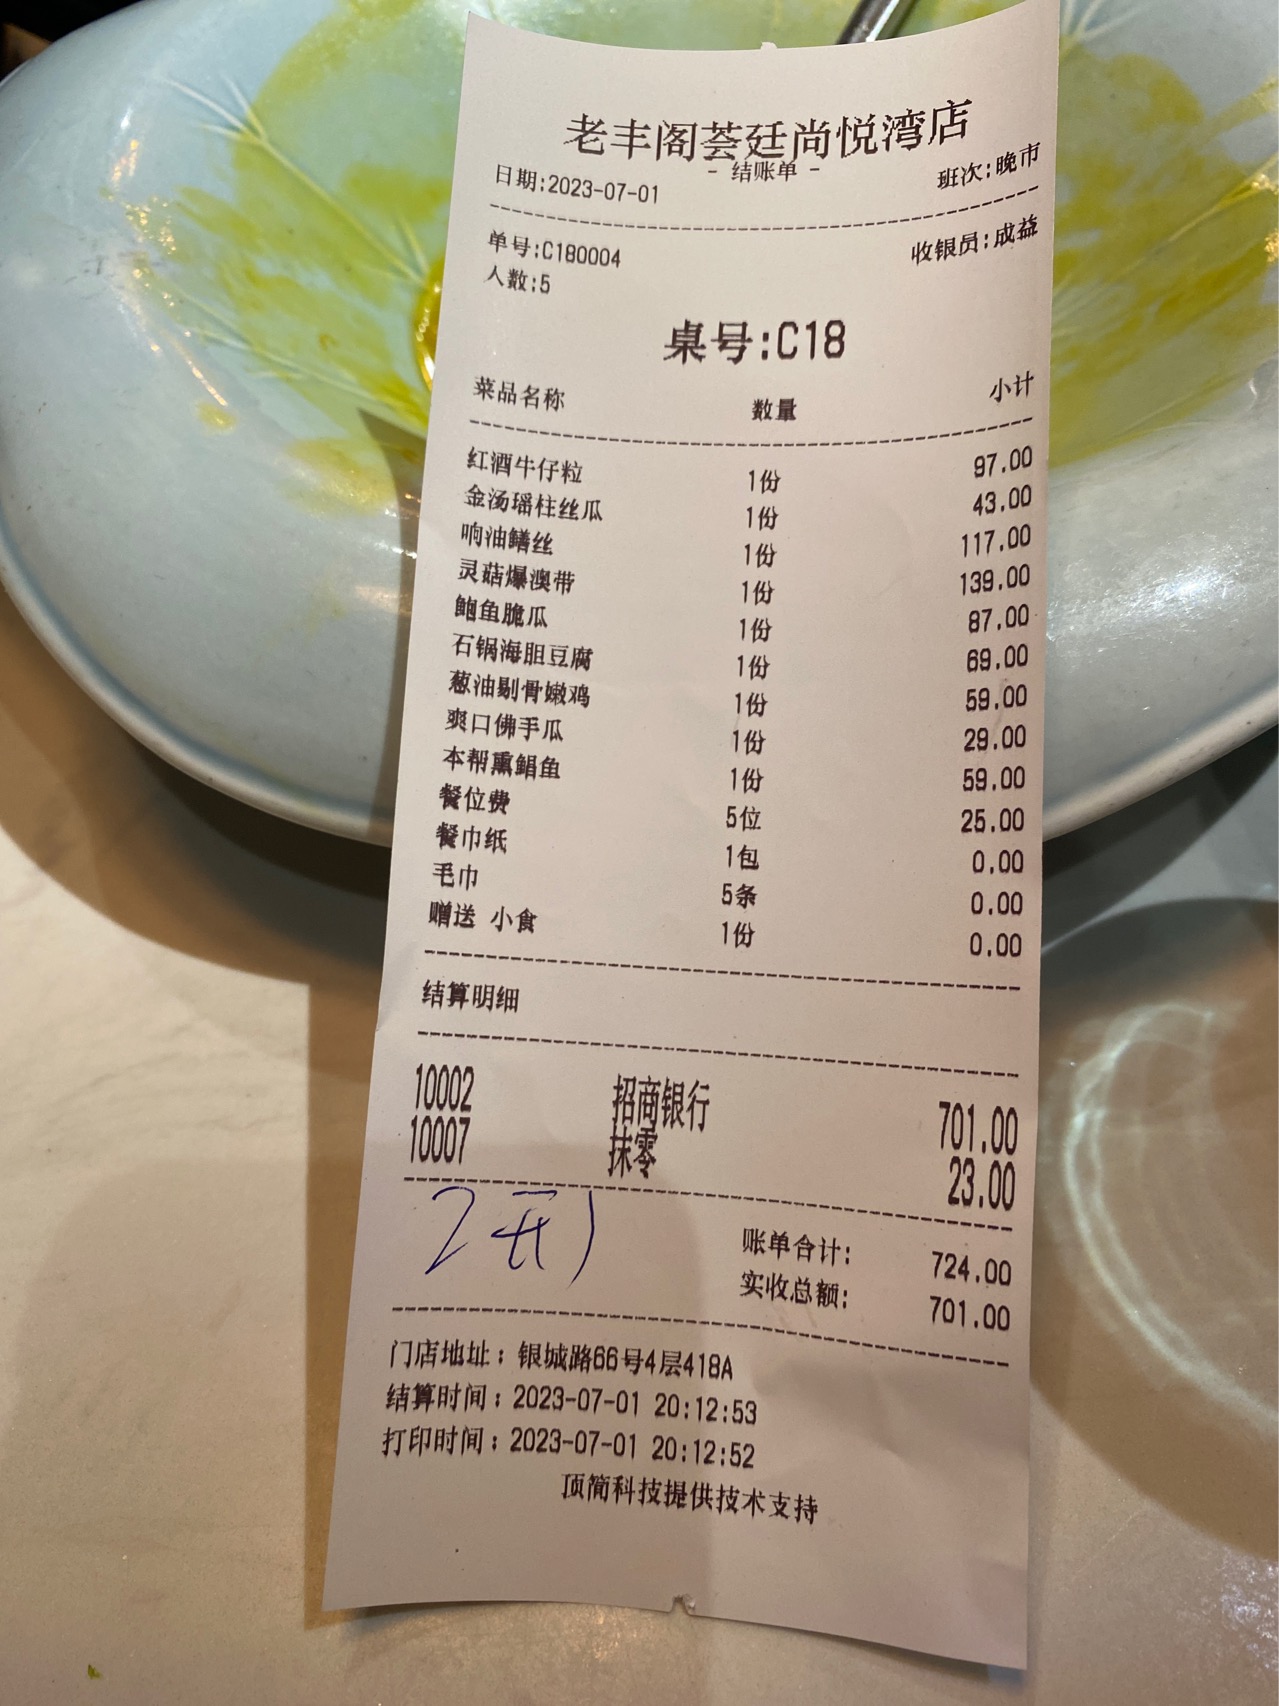 老丰阁荟廷尚悦湾店
- 结账单 -
日期:2023-07-01 班次:晚市
单号:C180004 收银员:成益
人数:5
桌号:C18
菜品名称 数量 小计
红酒牛仔粒 1份 97.00
金汤瑶柱丝瓜 1份 43.00
响油鳝丝 1份 117.00
灵菇爆澳带 1份 139.00
鲍鱼脆瓜 1份 87.00
石锅海胆豆腐 1份 69.00
葱油剔骨嫩鸡 1份 59.00
爽口佛手瓜 1份 29.00
本帮熏鲳鱼 1份 59.00
餐位费 5位 25.00
餐巾纸 1包 0.00
毛巾 5条 0.00
赠送 小食 1份 0.00
结算明细
10002 招商银行 701.00
10007 抹零 23.00
账单合计: 724.00
实收总额: 701.00
门店地址：银城路66号4层418A
结算时间：2023-07-01 20:12:53
打印时间：2023-07-01 20:12:52
顶简科技提供技术支持